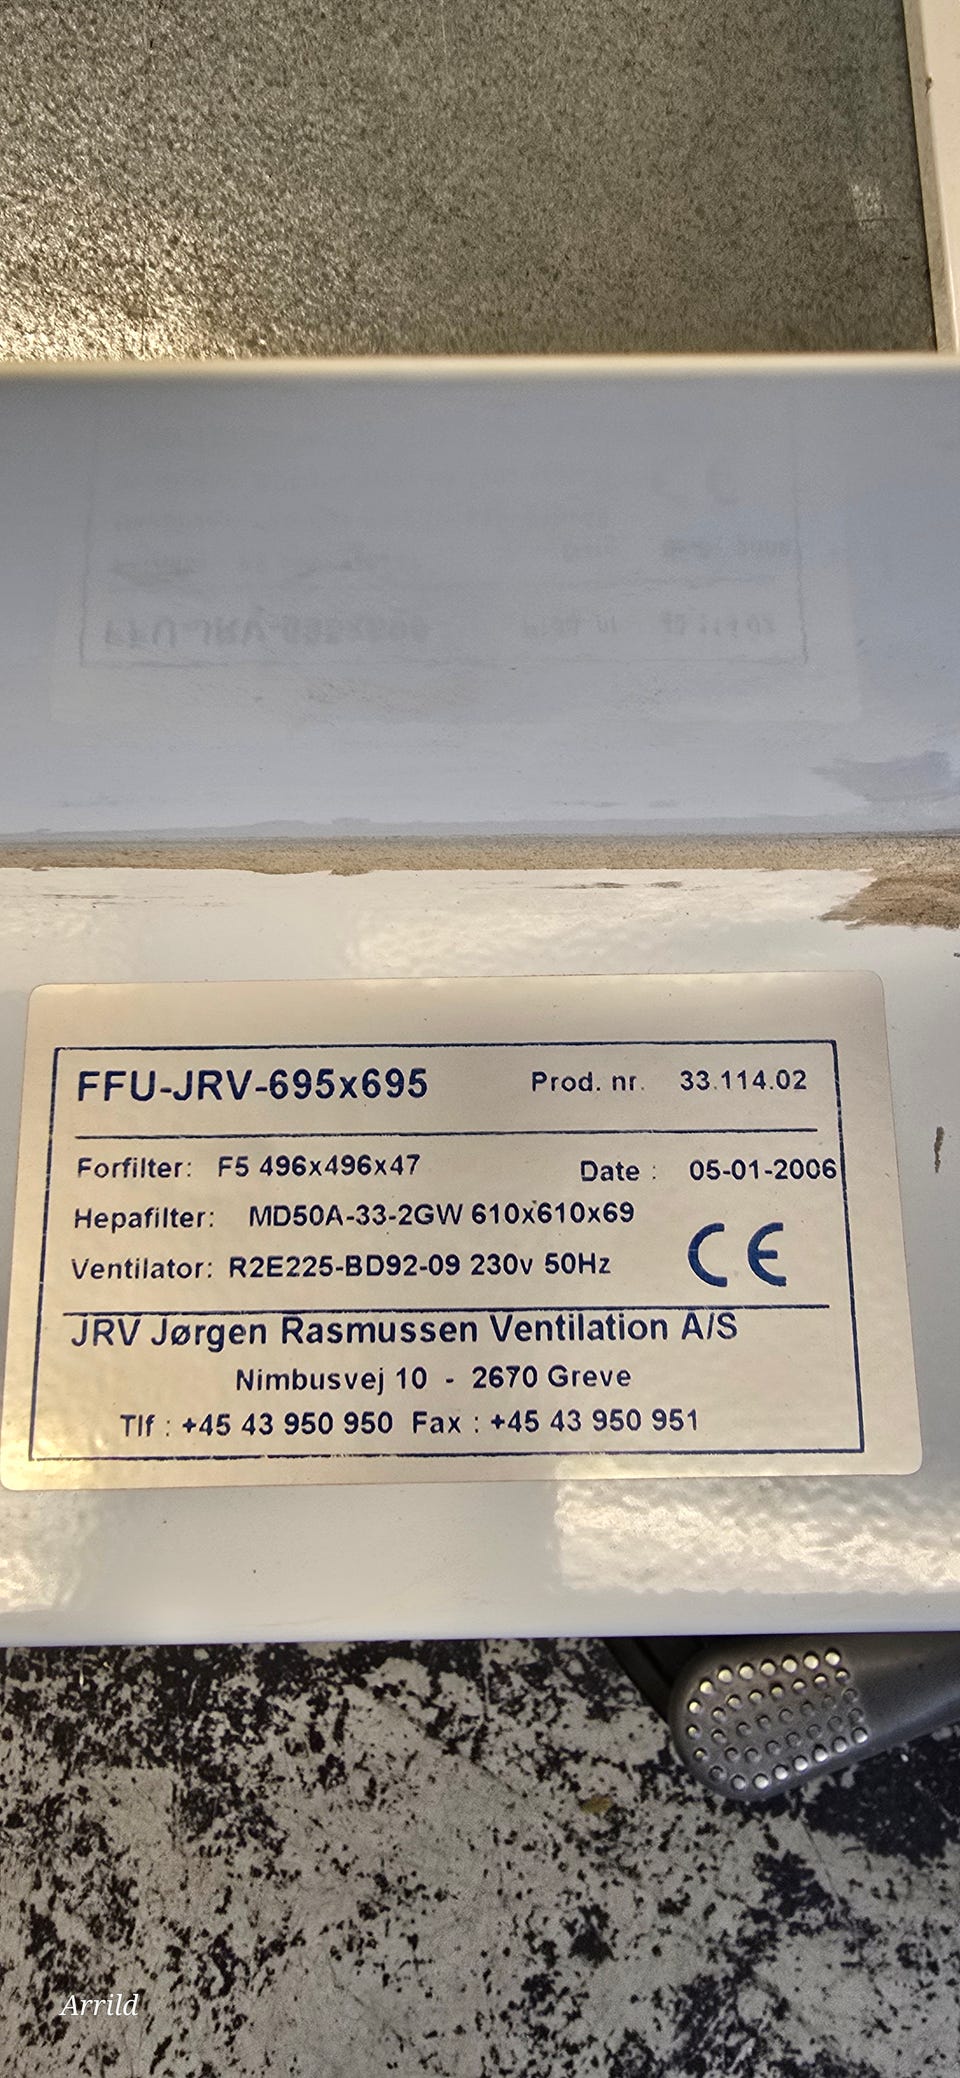 FFU-JRV-695x695 Prod. nr. 33.114.02
Forfilter: F5 496x496x47 Date : 05-01-2006
Hepafilter: MD50A-33-2GW 610x610x69
Ventilator: R2E225-BD92-09 230v 50Hz
CE
JRV Jørgen Rasmussen Ventilation A/S
Nimbusvej 10 - 2670 Greve
Tlf : +45 43 950 950 Fax : +45 43 950 951
Arrild